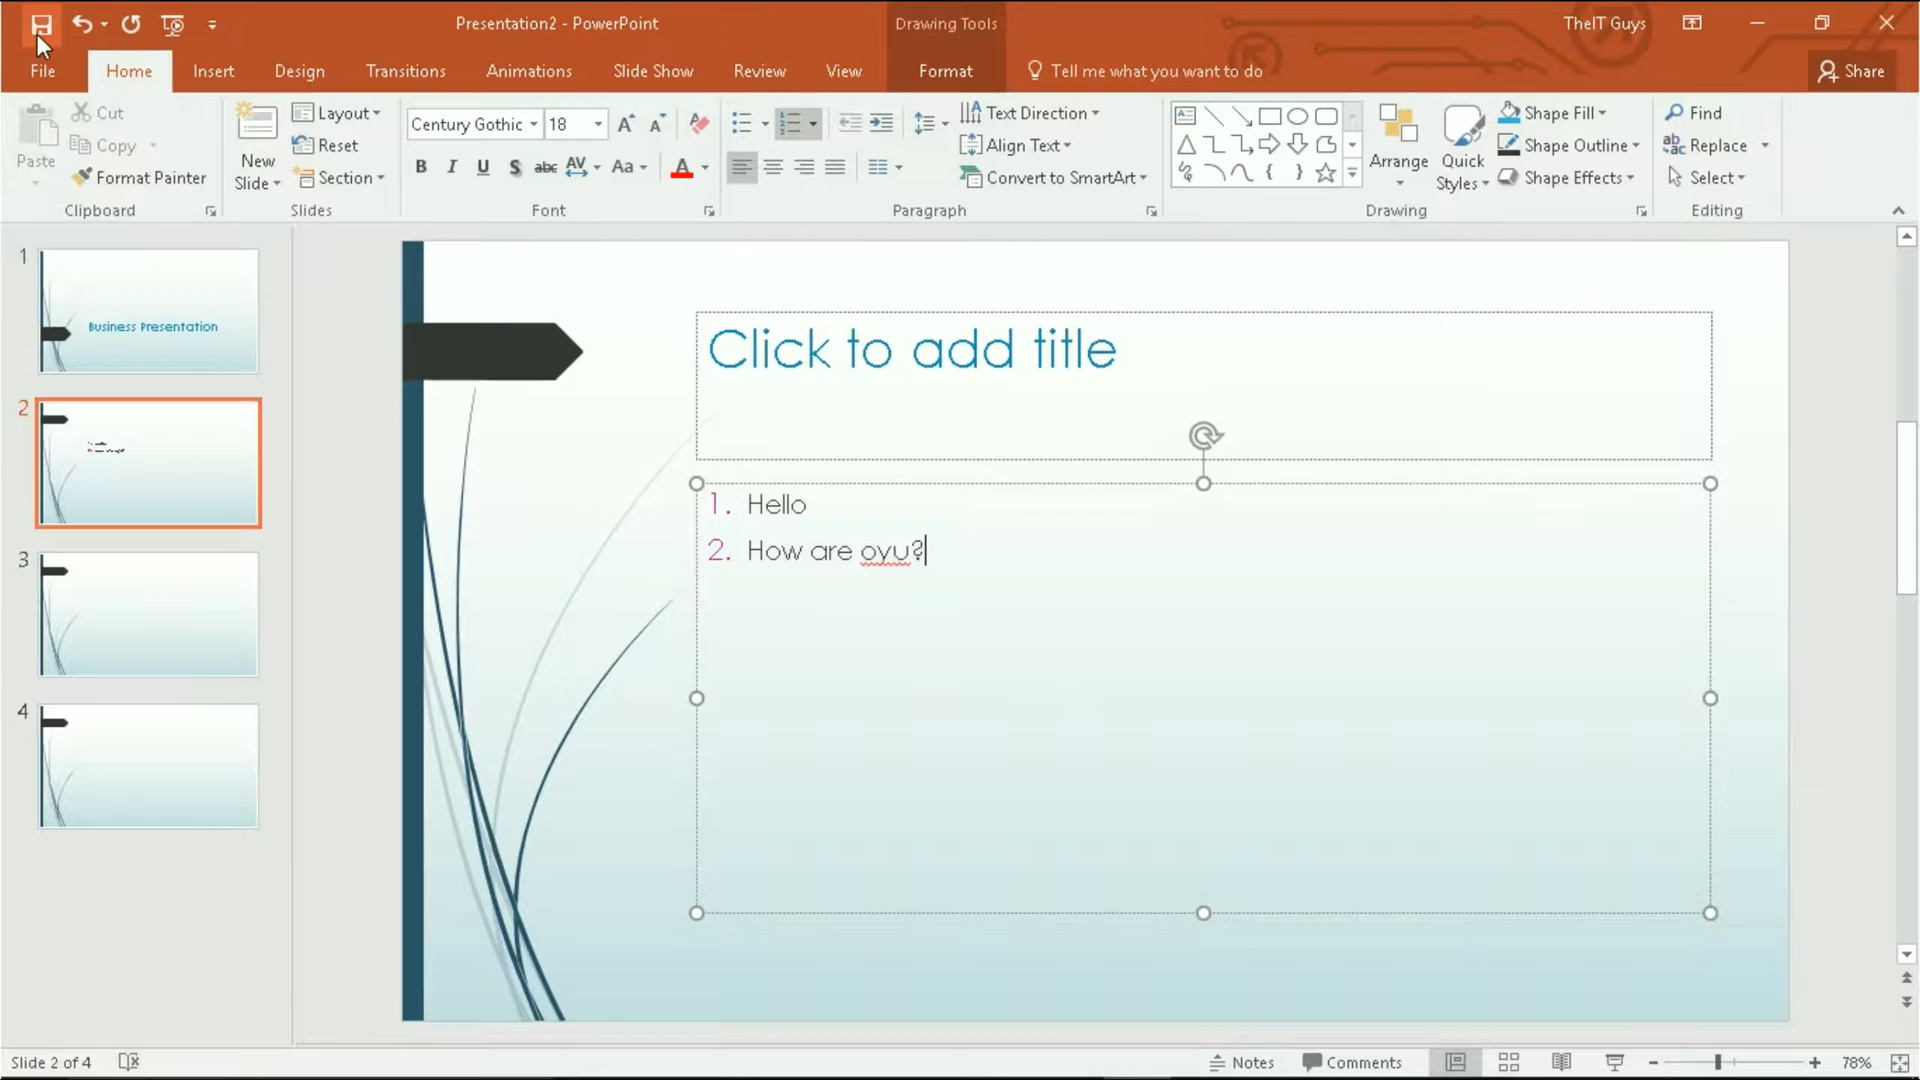 Presentation2 - PowerPoint
Drawing Tools
TheIT Guys
File
Home
Insert
Design
Transitions
Animations
Slide Show
Review
View
Format
Tell me what you want to do
Share
Paste
Cut
Copy
Format Painter
Clipboard
New Slide
Layout
Reset
Section
Slides
Century Gothic
18
B I U S abc AV Aa A
Font
Text Direction
Align Text
Convert to SmartArt
Paragraph
Arrange
Quick Styles
Shape Fill
Shape Outline
Shape Effects
Drawing
Find
Replace
Select
Editing
1
Business Presentation
2
3
4
Click to add title
1. Hello
2. How are oyu?
Slide 2 of 4
Notes
Comments
78%